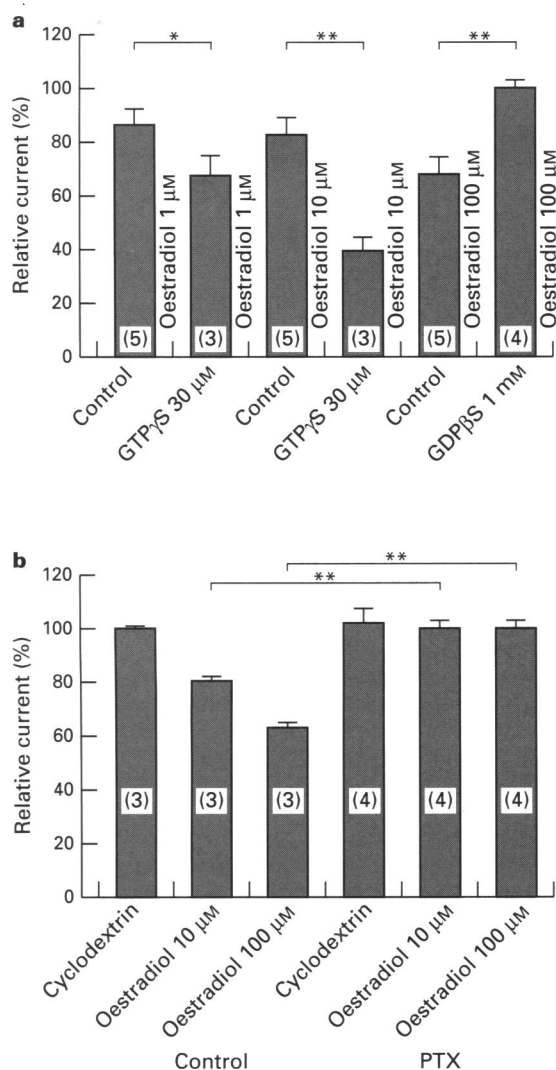 a
Relative current (%)
120
100
80
60
40
20
0
*
**
**
Oestradiol 1 µM
Oestradiol 1 µM
Oestradiol 10 µM
Oestradiol 10 µM
Oestradiol 100 µM
Oestradiol 100 µM
(5)
(3)
(5)
(3)
(5)
(4)
Control
GTPγS 30 µM
Control
GTPγS 30 µM
Control
GDPβS 1 mM
b
Relative current (%)
120
100
80
60
40
20
0
**
**
(3)
(3)
(3)
(4)
(4)
(4)
Cyclodextrin
Oestradiol 10 µM
Oestradiol 100 µM
Cyclodextrin
Oestradiol 10 µM
Oestradiol 100 µM
Control
PTX